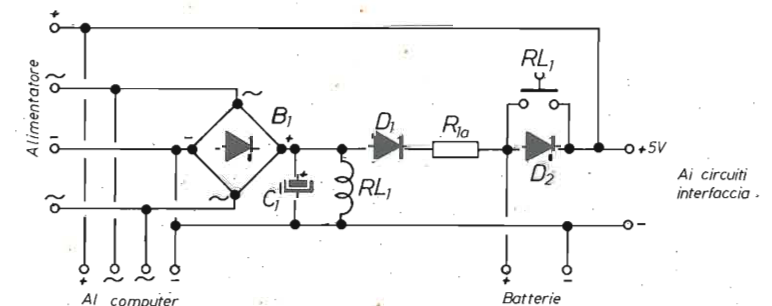 +
RL₁
~
~
B₁
Alimentatore
-
-
+
D₁
R₁ₐ
+5V
D₂
Ai circuiti
interfaccia.
+
C₁
RL₁
~
~
-
+ ~ ~ -
+ -
Al computer
Batterie